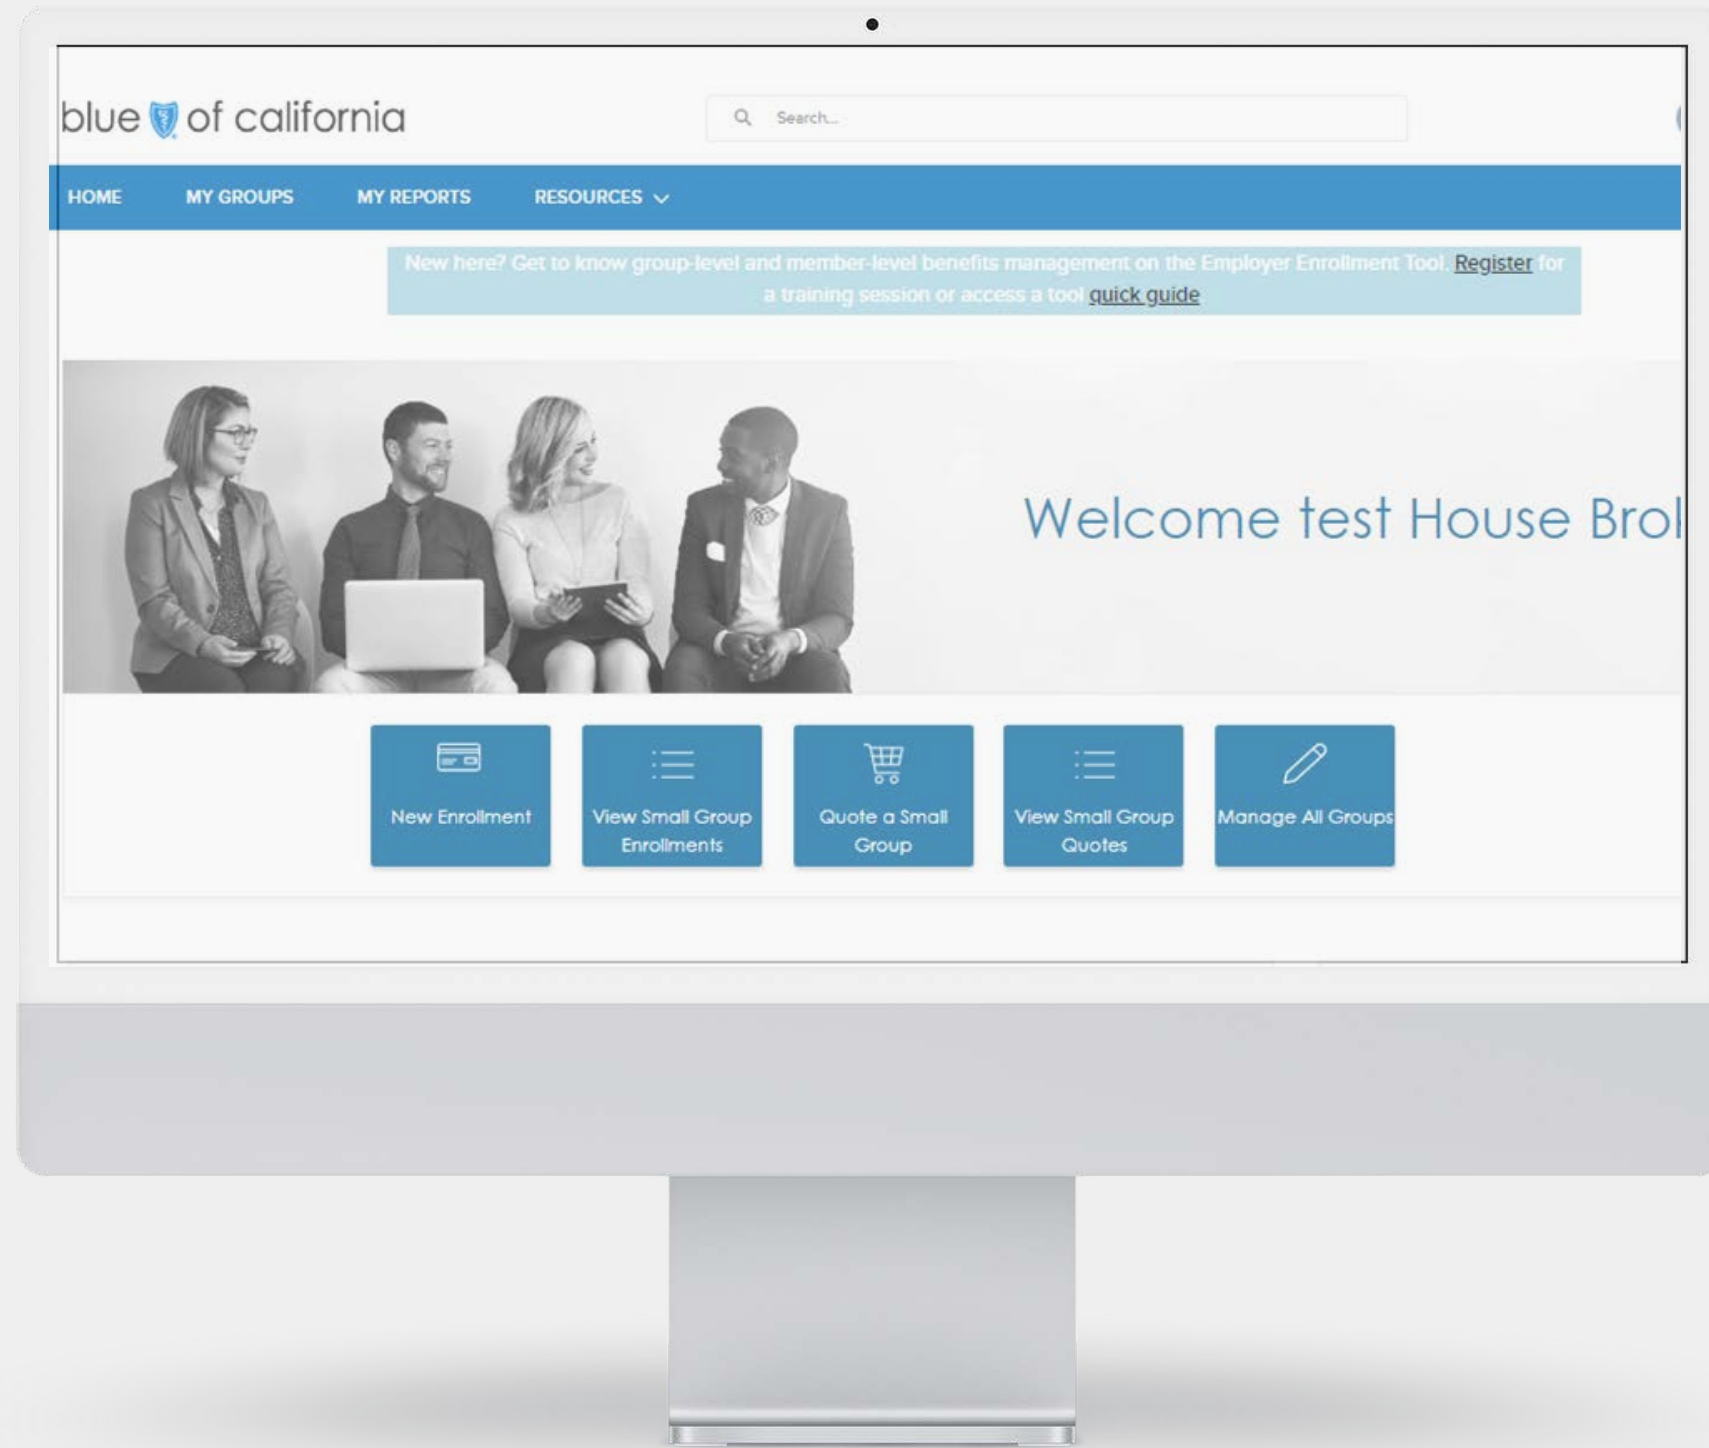 blue of california
Search...
HOME MY GROUPS MY REPORTS RESOURCES
New here? Get to know group-level and member-level benefits management on the Employer Enrollment Tool. Register for
a training session or access a tool quick guide
Welcome test House Bro
New Enrollment
View Small Group
Enrollments
Quote a Small
Group
View Small Group
Quotes
Manage All Groups